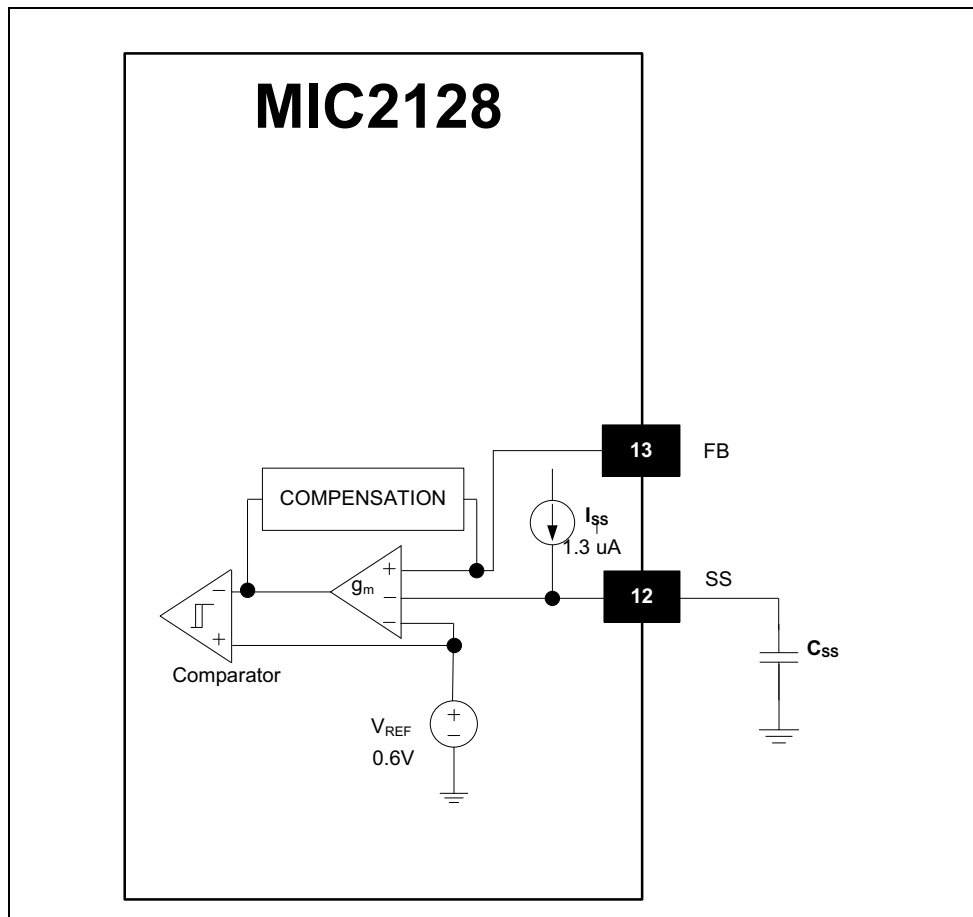 MIC2128
13
FB
COMPENSATION
ISS
1.3 uA
+
gm
−
−
12
SS
−
+
Comparator
CSS
VREF
0.6V
+
−